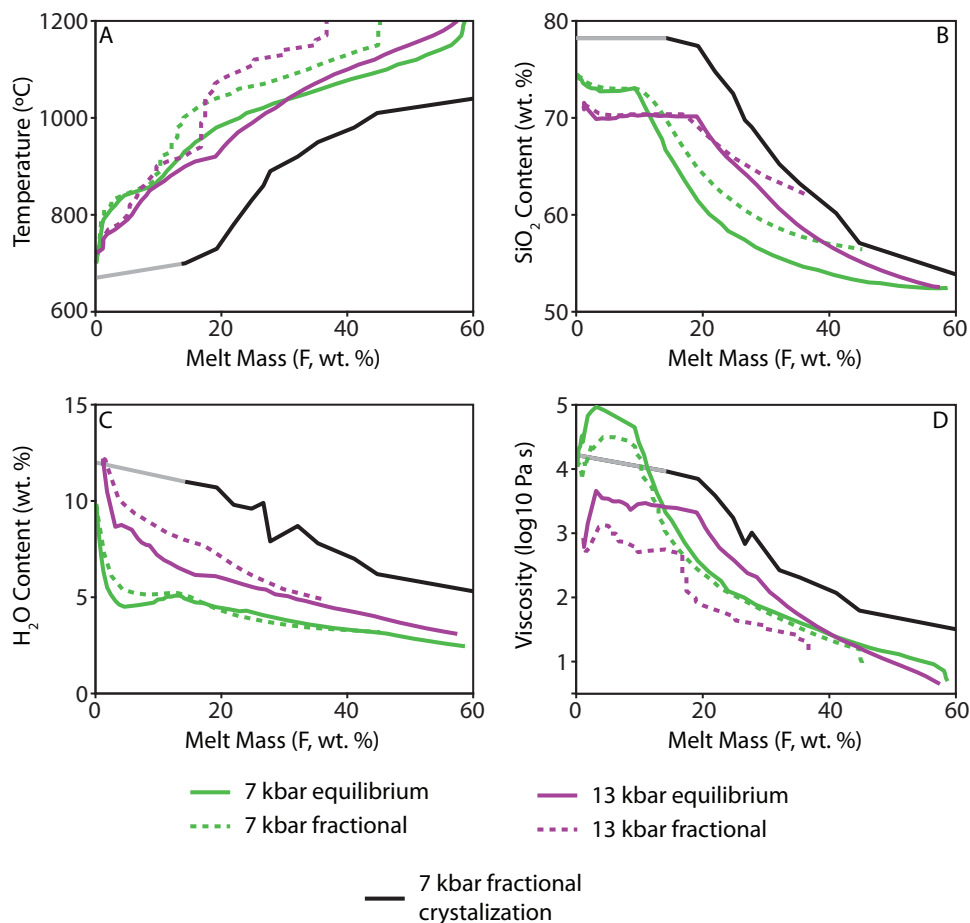 A
1200
1000
800
600
Temperature (ºC)
0
20
40
60
Melt Mass (F, wt. %)
B
80
70
60
50
SiO2 Content (wt. %)
0
20
40
60
Melt Mass (F, wt. %)
C
15
10
5
0
H2O Content (wt. %)
0
20
40
60
Melt Mass (F, wt. %)
D
5
4
3
2
1
Viscosity (log10 Pa s)
0
20
40
60
Melt Mass (F, wt. %)
7 kbar equilibrium
7 kbar fractional
13 kbar equilibrium
13 kbar fractional
7 kbar fractional
crystalization